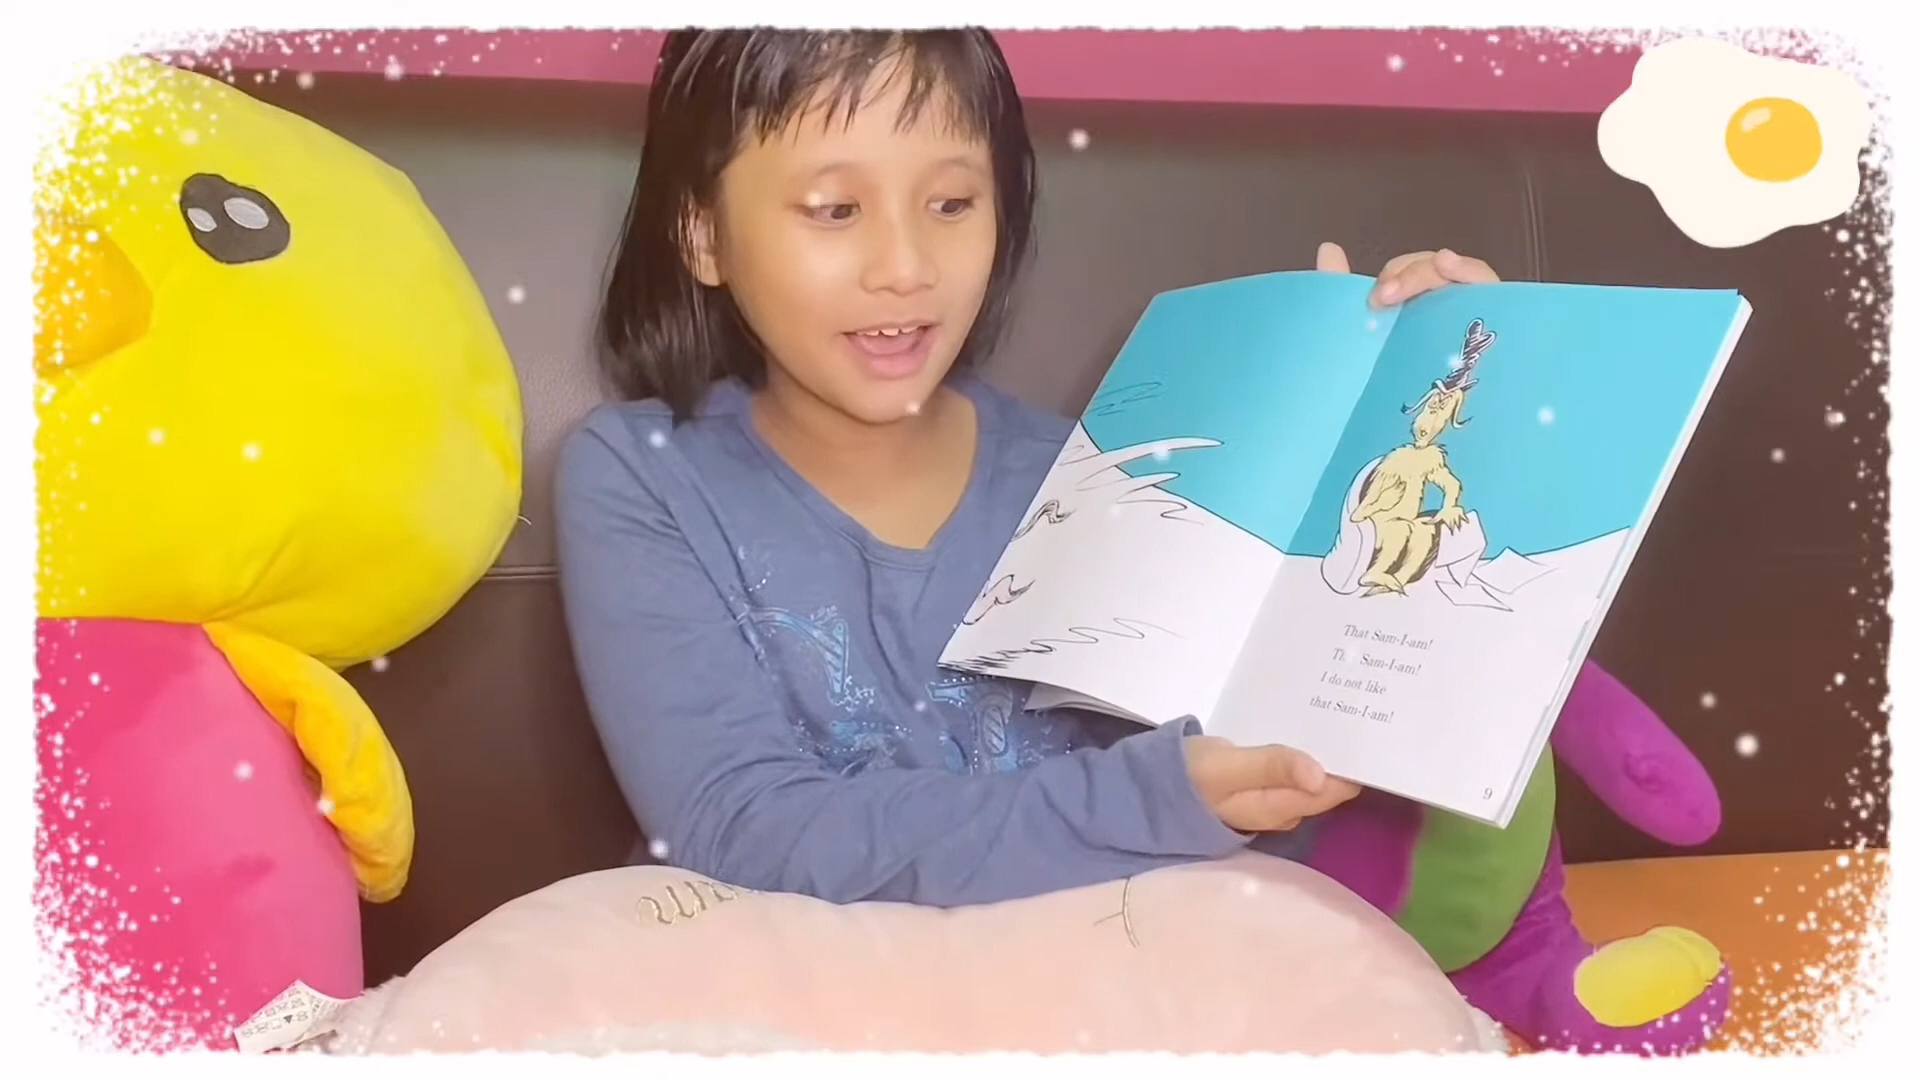 That Sam-I-am!
That Sam-I-am!
I do not like
that Sam-I-am!
9